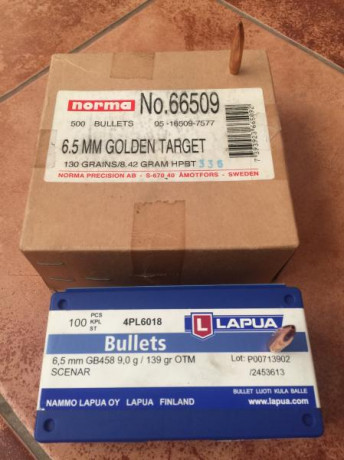 norma No.66509
500 BULLETS 05-16509-7577
6.5 MM GOLDEN TARGET
130 GRAINS/8.42 GRAM HPBT 336
NORMA PRECISION AB - S-670 40 ÅMOTFORS - SWEDEN
100 PCS KPL ST 4PL6018 L LAPUA
Bullets
6,5 mm GB458 9,0 g / 139 gr OTM
SCENAR
Lot: P00713902
/2453613
BULLET LUOTI KULA BALLE
NAMMO LAPUA OY LAPUA FINLAND www.lapua.com